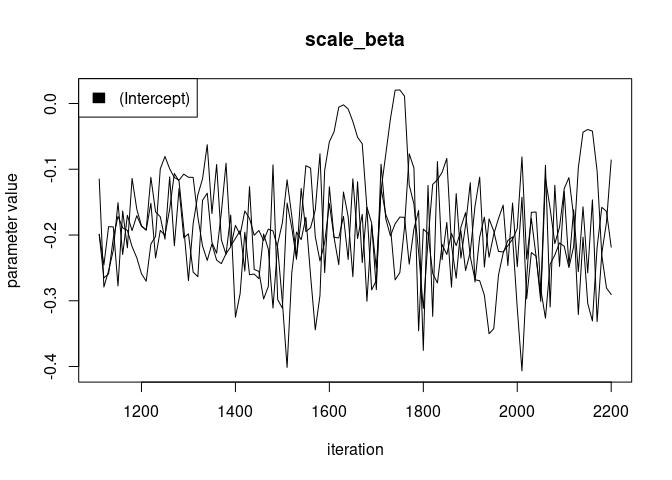 scale_beta
(Intercept)
parameter value
0.0
-0.1
-0.2
-0.3
-0.4
1200 1400 1600 1800 2000 2200
iteration